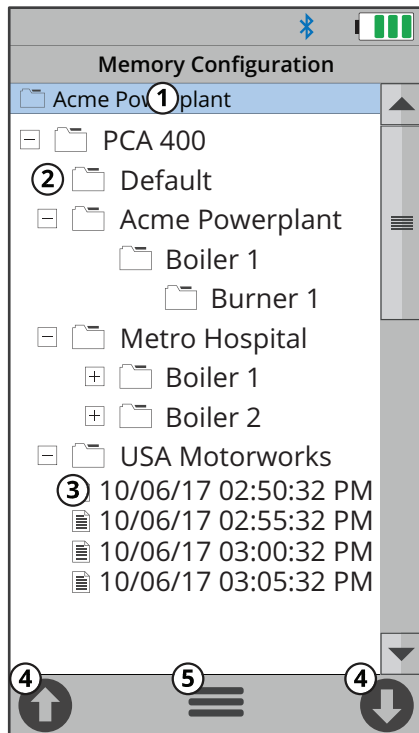 Memory Configuration
Acme Powerplant
1
PCA 400
2
Default
Acme Powerplant
Boiler 1
Burner 1
Metro Hospital
Boiler 1
Boiler 2
USA Motorworks
3
10/06/17 02:50:32 PM
10/06/17 02:55:32 PM
10/06/17 03:00:32 PM
10/06/17 03:05:32 PM
4
5
4